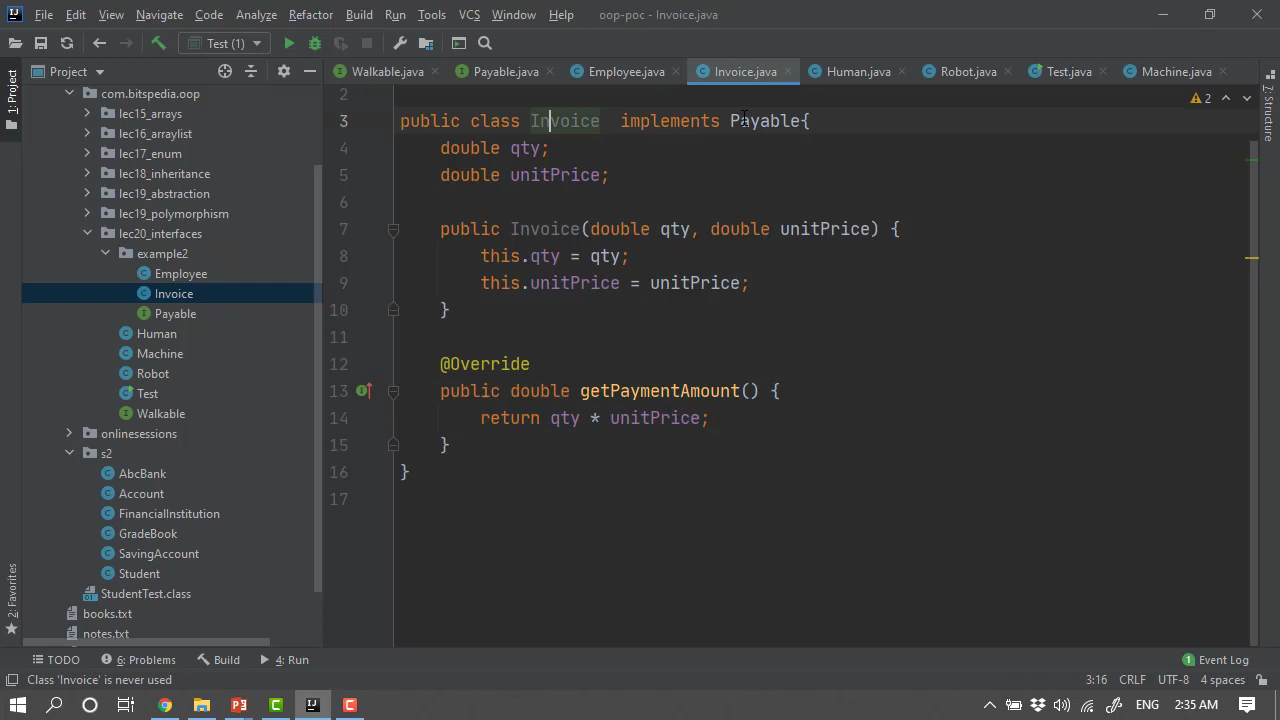 File Edit View Navigate Code Analyze Refactor Build Run Tools VCS Window Help oop-poc - Invoice.java
Test (1)
Project
Walkable.java Payable.java Employee.java Invoice.java Human.java Robot.java Test.java Machine.java
1: Project
7: Structure
2: Favorites
com.bitspedia.oop
lec15_arrays
lec16_arraylist
lec17_enum
lec18_inheritance
lec19_abstraction
lec19_polymorphism
lec20_interfaces
example2
Employee
Invoice
Payable
Human
Machine
Robot
Test
Walkable
onlinesessions
s2
AbcBank
Account
FinancialInstitution
GradeBook
SavingAccount
Student
StudentTest.class
books.txt
notes.txt
2
2
3 public class Invoice  implements Payable{
4 double qty;
5 double unitPrice;
6
7 public Invoice(double qty, double unitPrice) {
8 this.qty = qty;
9 this.unitPrice = unitPrice;
10 }
11
12 @Override
13 public double getPaymentAmount() {
14 return qty * unitPrice;
15 }
16 }
17
TODO 6: Problems Build 4: Run 1 Event Log
Class 'Invoice' is never used 3:16 CRLF UTF-8 4 spaces
ENG 2:35 AM